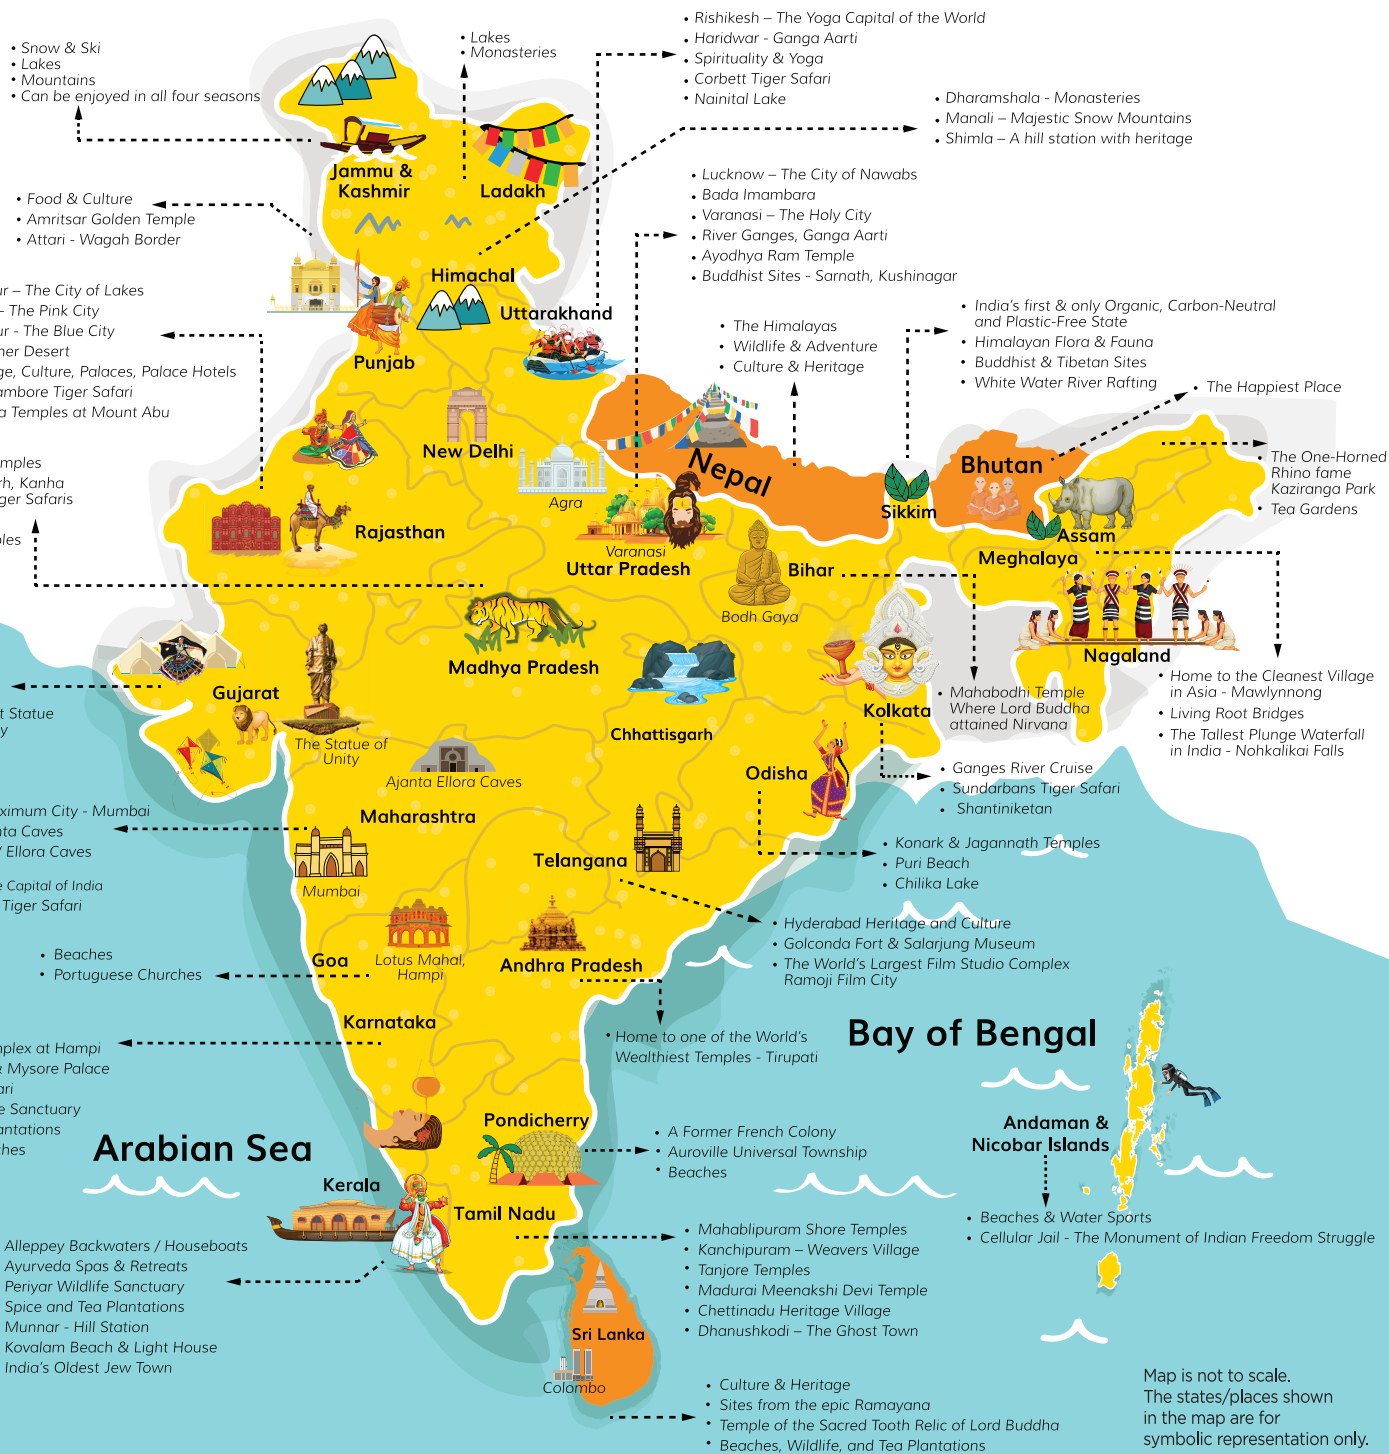 • Snow & Ski
• Lakes
• Mountains
• Can be enjoyed in all four seasons
• Lakes
• Monasteries
• Rishikesh – The Yoga Capital of the World
• Haridwar - Ganga Aarti
• Spirituality & Yoga
• Corbett Tiger Safari
• Nainital Lake
• Dharamshala - Monasteries
• Manali – Majestic Snow Mountains
• Shimla – A hill station with heritage
Jammu &
Kashmir
Ladakh
• Lucknow – The City of Nawabs
• Bada Imambara
• Varanasi – The Holy City
• River Ganges, Ganga Aarti
• Ayodhya Ram Temple
• Buddhist Sites - Sarnath, Kushinagar
• Food & Culture
• Amritsar Golden Temple
• Attari - Wagah Border
Himachal
Uttarakhand
Punjab
ur – The City of Lakes
– The Pink City
ur - The Blue City
ner Desert
ge, Culture, Palaces, Palace Hotels
ambore Tiger Safari
a Temples at Mount Abu
• The Himalayas
• Wildlife & Adventure
• Culture & Heritage
• India's first & only Organic, Carbon-Neutral
and Plastic-Free State
• Himalayan Flora & Fauna
• Buddhist & Tibetan Sites
• White Water River Rafting
• The Happiest Place
New Delhi
Agra
Nepal
Bhutan
Sikkim
• The One-Horned
Rhino fame
Kaziranga Park
• Tea Gardens
mples
rh, Kanha
iger Safaris
ples
Rajasthan
Varanasi
Uttar Pradesh
Bihar
Bodh Gaya
Assam
Meghalaya
Nagaland
Madhya Pradesh
Gujarat
The Statue of
Unity
Chhattisgarh
Kolkata
• Mahabodhi Temple
Where Lord Buddha
attained Nirvana
• Home to the Cleanest Village
in Asia - Mawlynnong
• Living Root Bridges
• The Tallest Plunge Waterfall
in India - Nohkalikai Falls
t Statue
y
Ajanta Ellora Caves
Odisha
• Ganges River Cruise
• Sundarbans Tiger Safari
• Shantiniketan
ximum City - Mumbai
nta Caves
/ Ellora Caves
e Capital of India
Tiger Safari
Maharashtra
Mumbai
Telangana
• Konark & Jagannath Temples
• Puri Beach
• Chilika Lake
• Hyderabad Heritage and Culture
• Golconda Fort & Salarjung Museum
• The World's Largest Film Studio Complex
Ramoji Film City
• Beaches
• Portuguese Churches
Goa
Lotus Mahal,
Hampi
Andhra Pradesh
Karnataka
• Home to one of the World's
Wealthiest Temples - Tirupati
Bay of Bengal
mplex at Hampi
& Mysore Palace
ari
e Sanctuary
antations
ches
Arabian Sea
Pondicherry
• A Former French Colony
• Auroville Universal Township
• Beaches
Andaman &
Nicobar Islands
• Beaches & Water Sports
• Cellular Jail - The Monument of Indian Freedom Struggle
Kerala
Tamil Nadu
Alleppey Backwaters / Houseboats
Ayurveda Spas & Retreats
Periyar Wildlife Sanctuary
Spice and Tea Plantations
Munnar - Hill Station
Kovalam Beach & Light House
India's Oldest Jew Town
• Mahablipuram Shore Temples
• Kanchipuram – Weavers Village
• Tanjore Temples
• Madurai Meenakshi Devi Temple
• Chettinadu Heritage Village
• Dhanushkodi – The Ghost Town
Sri Lanka
Colombo
• Culture & Heritage
• Sites from the epic Ramayana
• Temple of the Sacred Tooth Relic of Lord Buddha
• Beaches, Wildlife, and Tea Plantations
Map is not to scale.
The states/places shown
in the map are for
symbolic representation only.